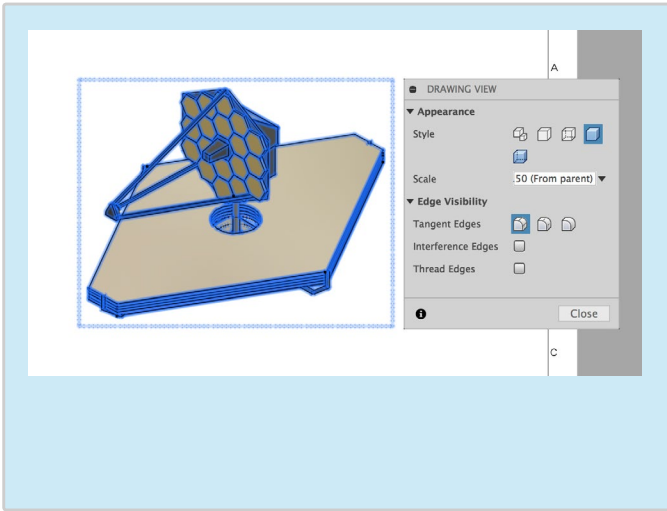 A
DRAWING VIEW
Appearance
Style
Scale .50 (From parent)
Edge Visibility
Tangent Edges
Interference Edges
Thread Edges
Close
C